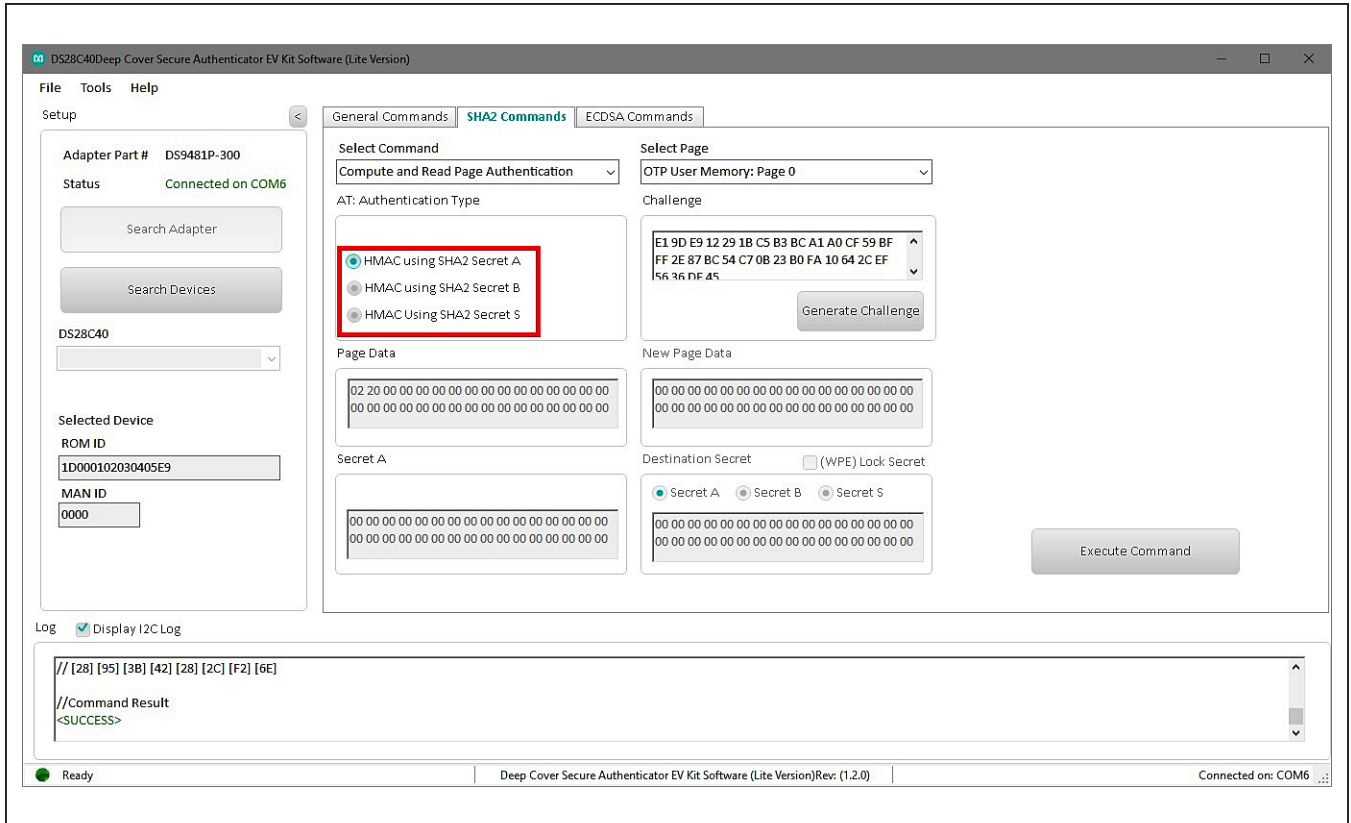 DS28C40Deep Cover Secure Authenticator EV Kit Software (Lite Version)
File Tools Help
Setup
<
Adapter Part # DS9481P-300
Status Connected on COM6
Search Adapter
Search Devices
DS28C40
Selected Device
ROM ID
1D000102030405E9
MAN ID
0000
General Commands SHA2 Commands ECDSA Commands
Select Command
Compute and Read Page Authentication
Select Page
OTP User Memory: Page 0
AT: Authentication Type
HMAC using SHA2 Secret A
HMAC using SHA2 Secret B
HMAC Using SHA2 Secret S
Challenge
E1 9D E9 12 29 1B C5 B3 BC A1 A0 CF 59 BF
FF 2E 87 BC 54 C7 0B 23 B0 FA 10 64 2C EF
56 36 DF 45
Generate Challenge
Page Data
02 20 00 00 00 00 00 00 00 00 00 00 00 00 00 00
00 00 00 00 00 00 00 00 00 00 00 00 00 00 00 00
New Page Data
00 00 00 00 00 00 00 00 00 00 00 00 00 00 00 00
00 00 00 00 00 00 00 00 00 00 00 00 00 00 00 00
Secret A
00 00 00 00 00 00 00 00 00 00 00 00 00 00 00 00
00 00 00 00 00 00 00 00 00 00 00 00 00 00 00 00
Destination Secret (WPE) Lock Secret
Secret A Secret B Secret S
00 00 00 00 00 00 00 00 00 00 00 00 00 00 00 00
00 00 00 00 00 00 00 00 00 00 00 00 00 00 00 00
Execute Command
Log Display I2C Log
// [28] [95] [3B] [42] [28] [2C] [F2] [6E]
//Command Result
<SUCCESS>
Ready
Deep Cover Secure Authenticator EV Kit Software (Lite Version)Rev: (1.2.0)
Connected on: COM6